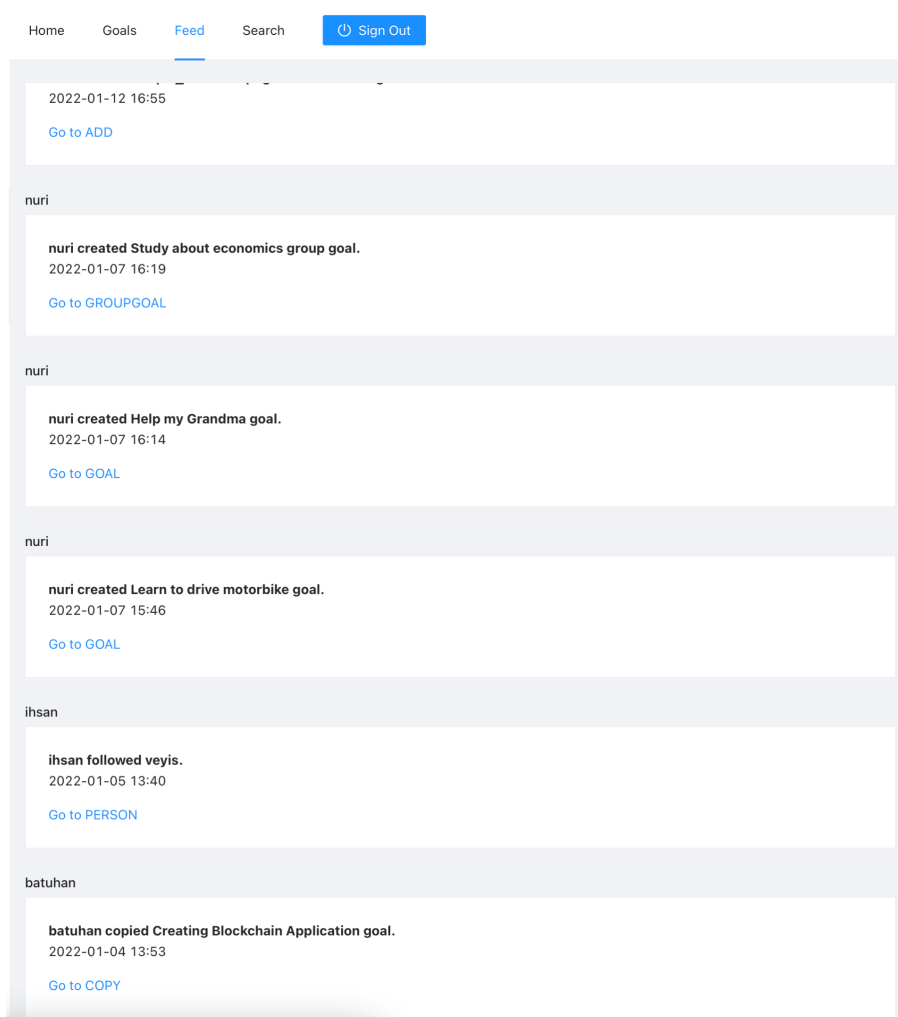 Home Goals Feed Search Sign Out
2022-01-12 16:55
Go to ADD
nuri
nuri created Study about economics group goal.
2022-01-07 16:19
Go to GROUPGOAL
nuri
nuri created Help my Grandma goal.
2022-01-07 16:14
Go to GOAL
nuri
nuri created Learn to drive motorbike goal.
2022-01-07 15:46
Go to GOAL
ihsan
ihsan followed veyis.
2022-01-05 13:40
Go to PERSON
batuhan
batuhan copied Creating Blockchain Application goal.
2022-01-04 13:53
Go to COPY